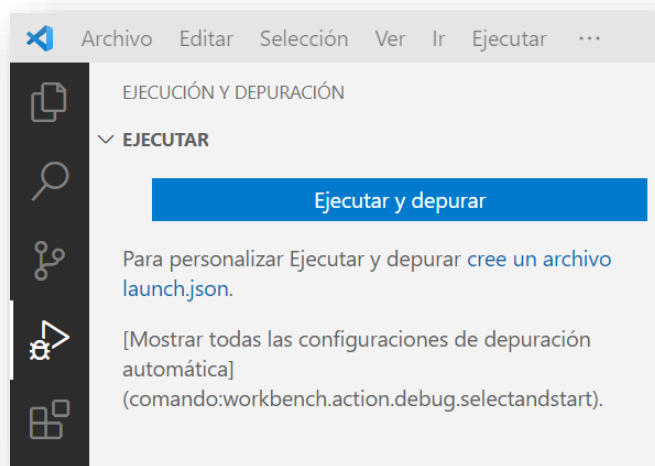 Archivo Editar Selección Ver Ir Ejecutar ···
EJECUCIÓN Y DEPURACIÓN
EJECUTAR
Ejecutar y depurar
Para personalizar Ejecutar y depurar cree un archivo
launch.json.
[Mostrar todas las configuraciones de depuración
automática]
(comando:workbench.action.debug.selectandstart).